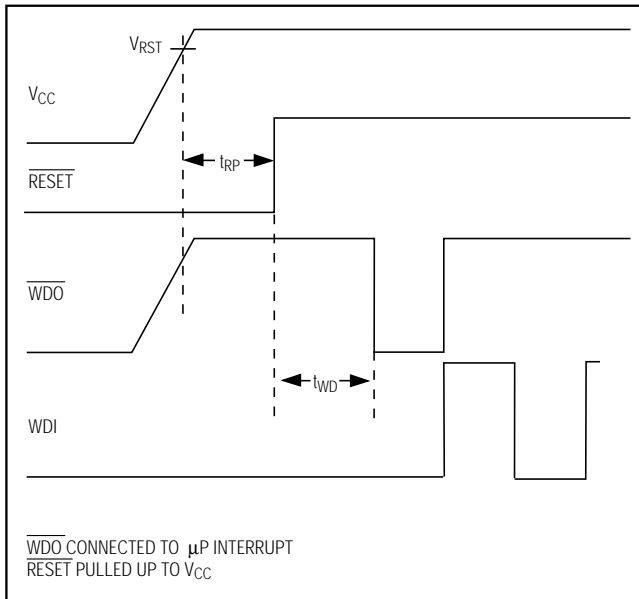 VRST
VCC
tRP
RESET
WDO
tWD
WDI
WDO CONNECTED TO μP INTERRUPT
RESET PULLED UP TO VCC